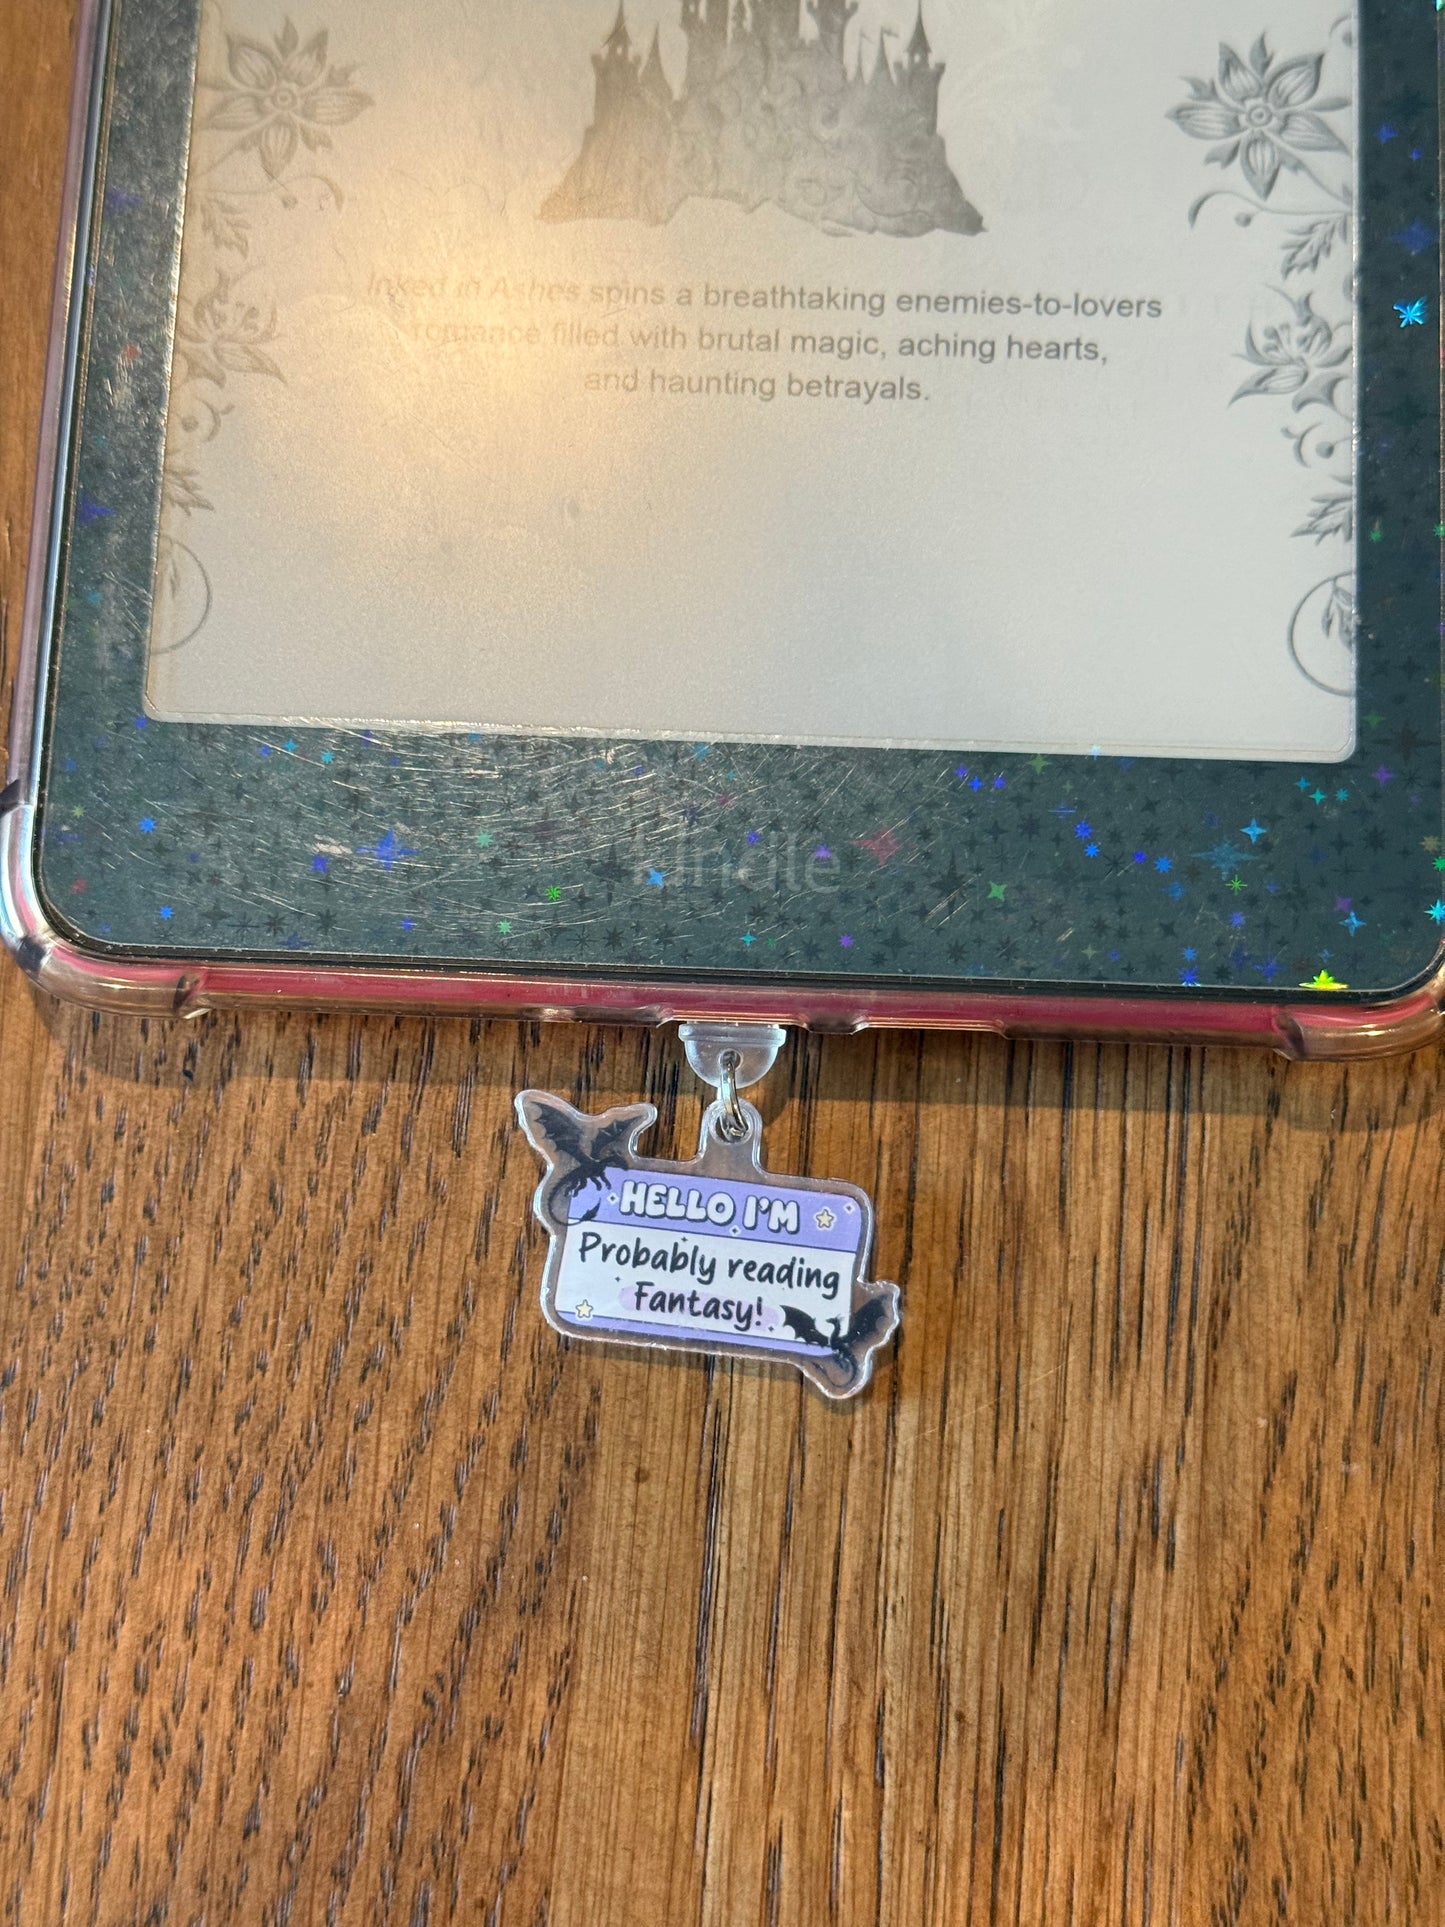 Inked in Ashes spins a breathtaking enemies-to-lovers
romance filled with brutal magic, aching hearts,
and haunting betrayals.
kindle
HELLO I'M
Probably reading
Fantasy!